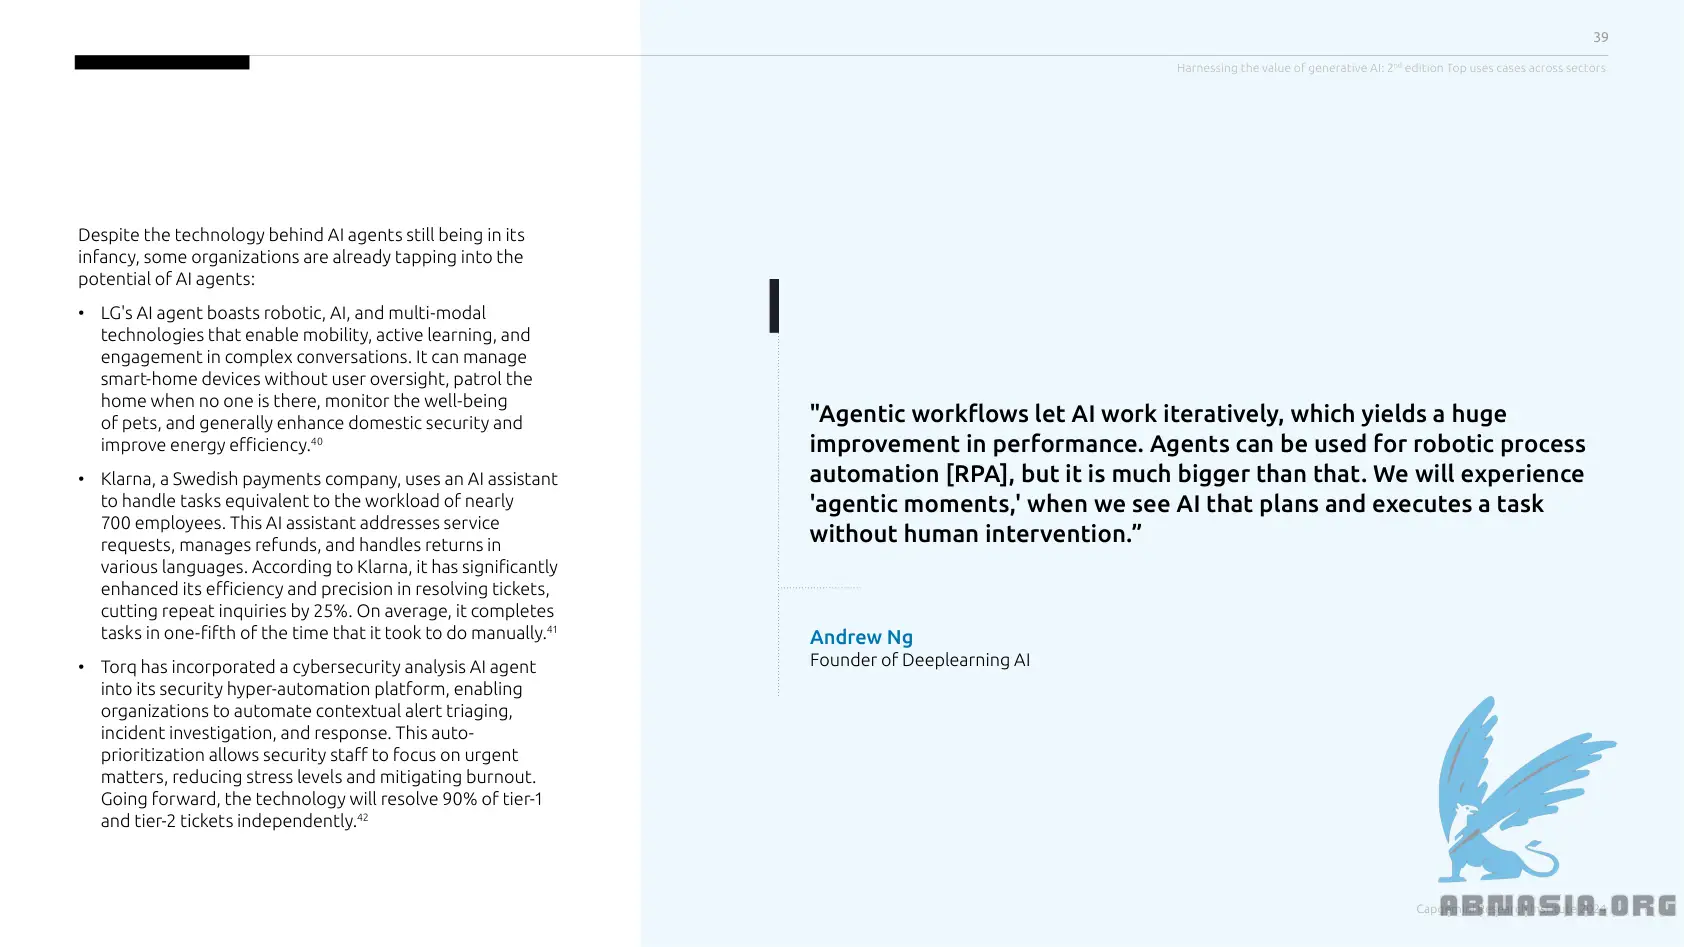 39
Harnessing the value of generative AI: 2nd edition Top uses cases across sectors
Despite the technology behind AI agents still being in its
infancy, some organizations are already tapping into the
potential of AI agents:
• LG's AI agent boasts robotic, AI, and multi-modal
technologies that enable mobility, active learning, and
engagement in complex conversations. It can manage
smart-home devices without user oversight, patrol the
home when no one is there, monitor the well-being
of pets, and generally enhance domestic security and
improve energy efficiency.40
• Klarna, a Swedish payments company, uses an AI assistant
to handle tasks equivalent to the workload of nearly
700 employees. This AI assistant addresses service
requests, manages refunds, and handles returns in
various languages. According to Klarna, it has significantly
enhanced its efficiency and precision in resolving tickets,
cutting repeat inquiries by 25%. On average, it completes
tasks in one-fifth of the time that it took to do manually.41
• Torq has incorporated a cybersecurity analysis AI agent
into its security hyper-automation platform, enabling
organizations to automate contextual alert triaging,
incident investigation, and response. This auto-
prioritization allows security staff to focus on urgent
matters, reducing stress levels and mitigating burnout.
Going forward, the technology will resolve 90% of tier-1
and tier-2 tickets independently.42
"Agentic workflows let AI work iteratively, which yields a huge
improvement in performance. Agents can be used for robotic process
automation [RPA], but it is much bigger than that. We will experience
'agentic moments,' when we see AI that plans and executes a task
without human intervention.”
Andrew Ng
Founder of Deeplearning AI
ABNASIA.ORG